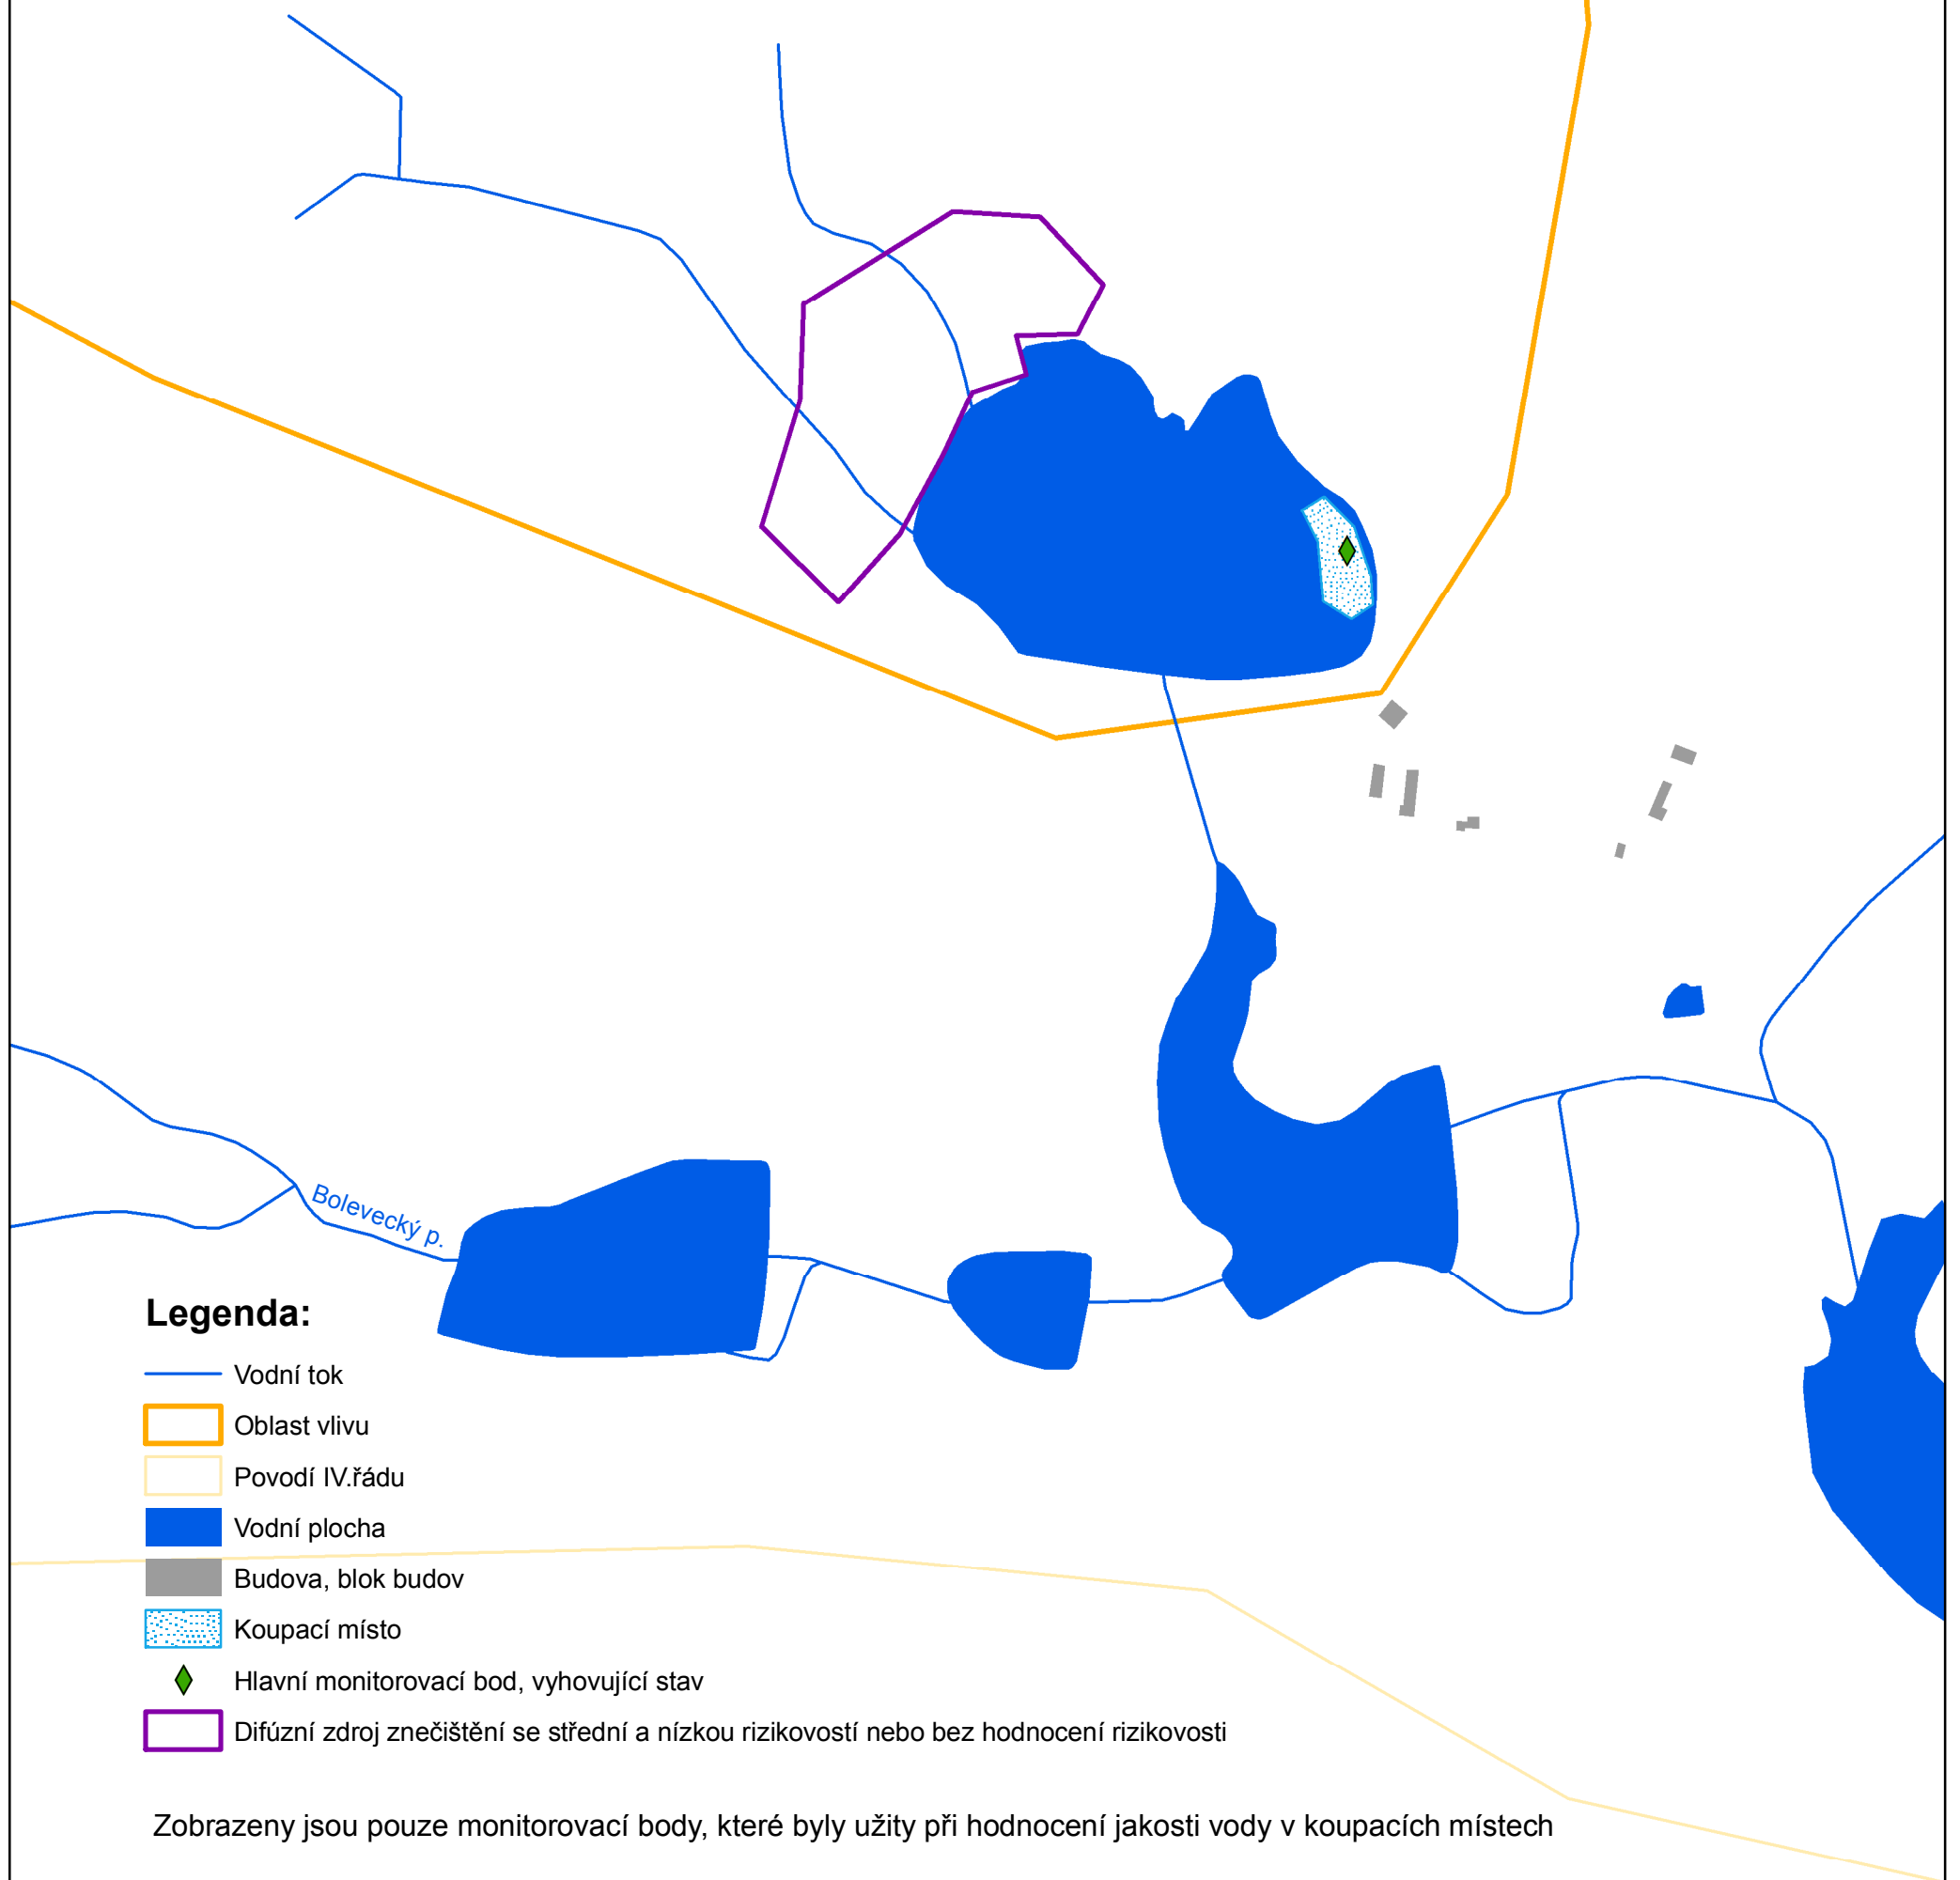 Bolevecký p.
Legenda:
Vodní tok
Oblast vlivu
Povodí IV.řádu
Vodní plocha
Budova, blok budov
Koupací místo
Hlavní monitorovací bod, vyhovující stav
Difúzní zdroj znečištění se střední a nízkou rizikovostí nebo bez hodnocení rizikovosti
Zobrazeny jsou pouze monitorovací body, které byly užity při hodnocení jakosti vody v koupacích místech